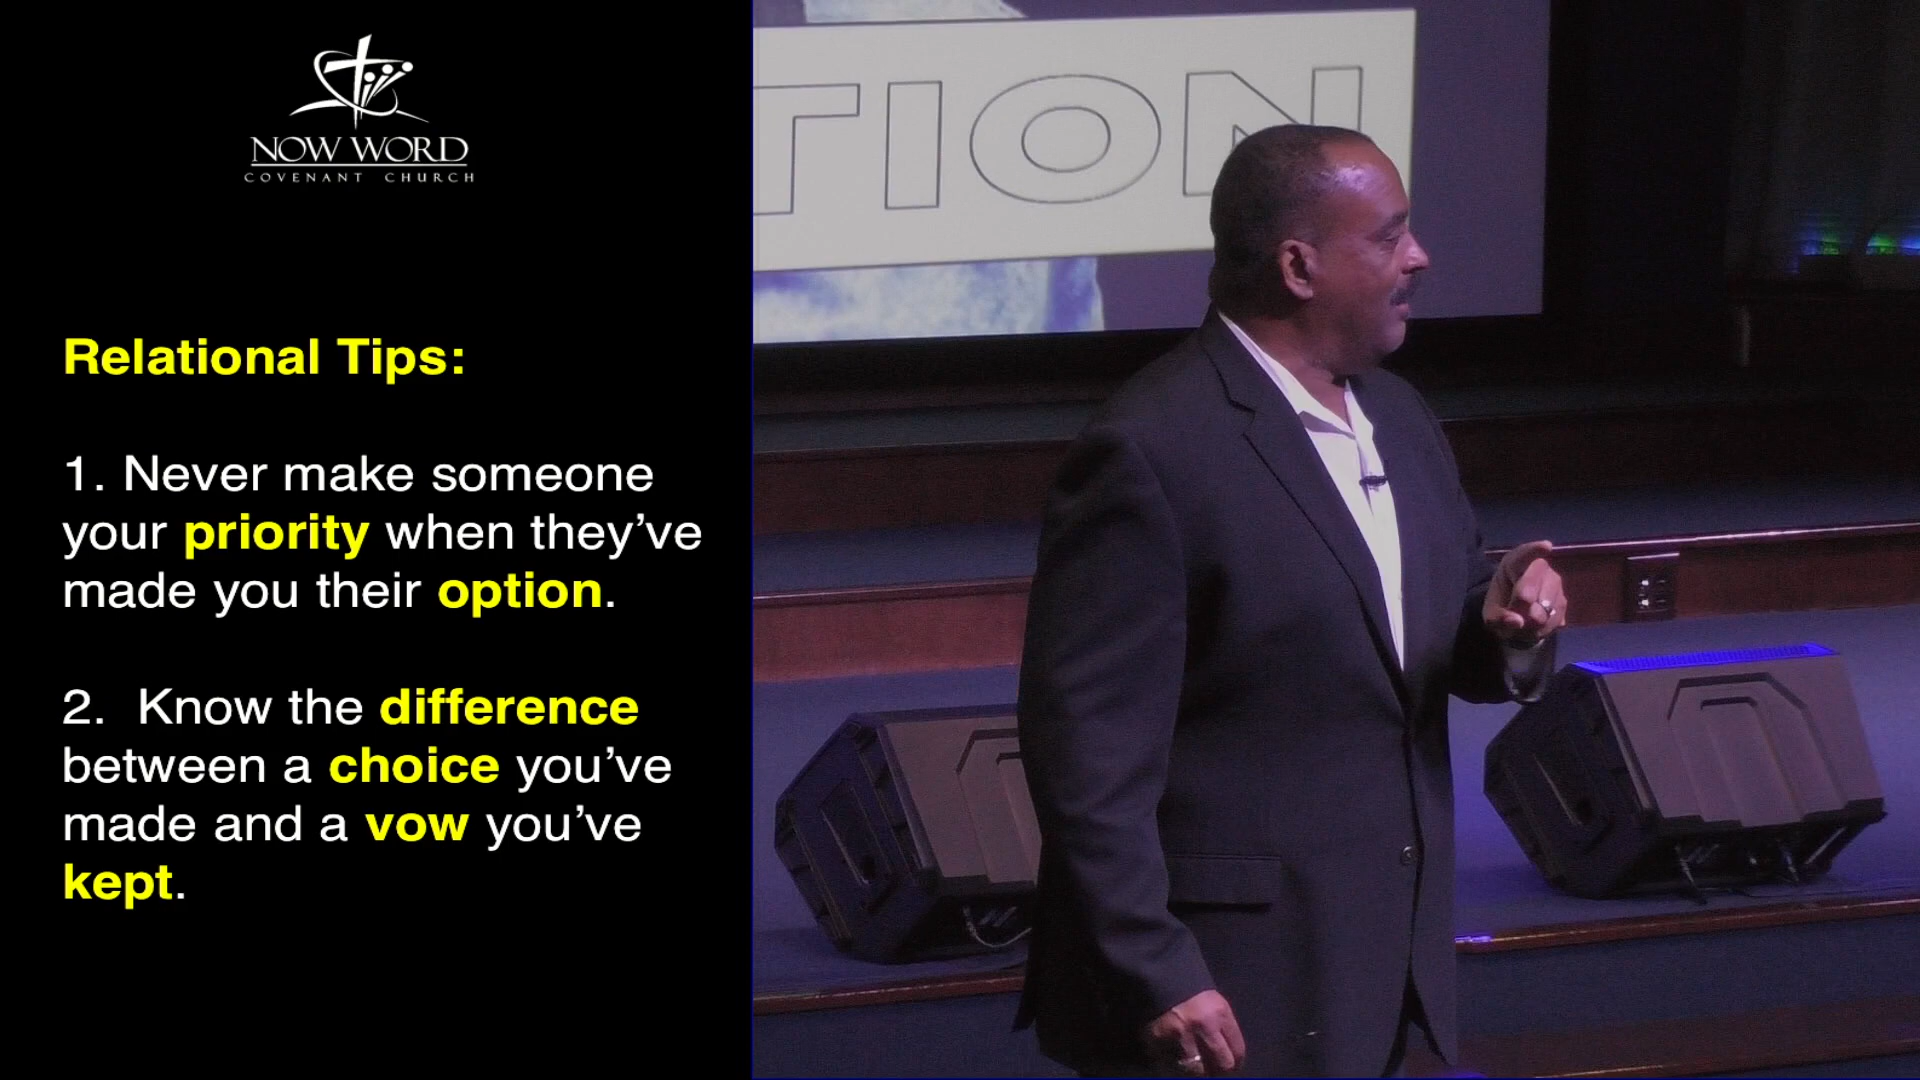 NOW WORD
COVENANT CHURCH
TION
Relational Tips:
1. Never make someone
your priority when they’ve
made you their option.
2.  Know the difference
between a choice you’ve
made and a vow you’ve
kept.